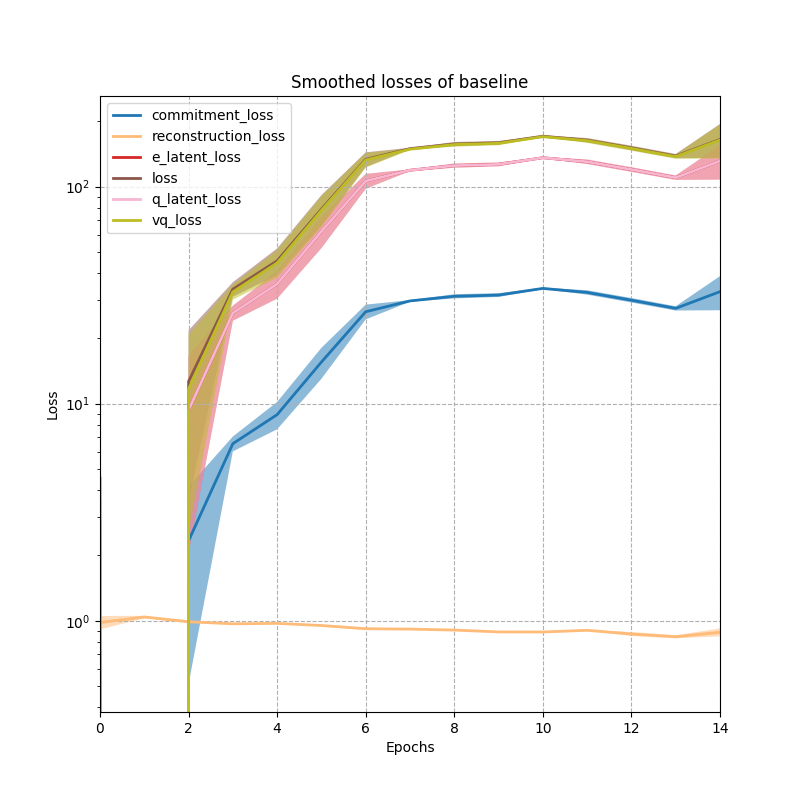 Smoothed losses of baseline
commitment_loss
reconstruction_loss
e_latent_loss
loss
q_latent_loss
vq_loss
Loss
10²
10¹
10⁰
0 2 4 6 8 10 12 14
Epochs